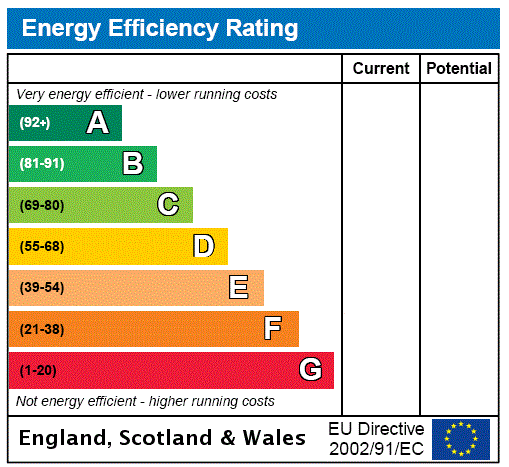 Energy Efficiency Rating
Current Potential
Very energy efficient - lower running costs
(92+) A
(81-91) B
(69-80) C
(55-68) D
(39-54) E
(21-38) F
(1-20) G
Not energy efficient - higher running costs
England, Scotland & Wales
EU Directive
2002/91/EC